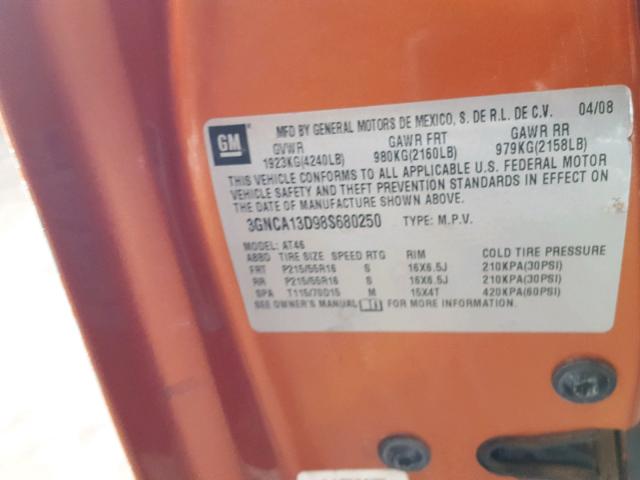 GM
MFD BY GENERAL MOTORS DE MEXICO, S. DE R.L. DE C.V. 04/08
GVWR GAWR FRT GAWR RR
1923KG(4240LB) 980KG(2160LB) 979KG(2158LB)
THIS VEHICLE CONFORMS TO ALL APPLICABLE U.S. FEDERAL MOTOR
VEHICLE SAFETY AND THEFT PREVENTION STANDARDS IN EFFECT ON
THE DATE OF MANUFACTURE SHOWN ABOVE.
3GNCA13D98S680250 TYPE: M.P.V.
MODEL: AT46
ABBD TIRE SIZE SPEED RTG RIM COLD TIRE PRESSURE
FRT P215/55R16 S 16X6.5J 210KPA(30PSI)
RR P215/55R16 S 16X6.5J 210KPA(30PSI)
SPA T115/70D15 M 15X4T 420KPA(60PSI)
SEE OWNER'S MANUAL FOR MORE INFORMATION.